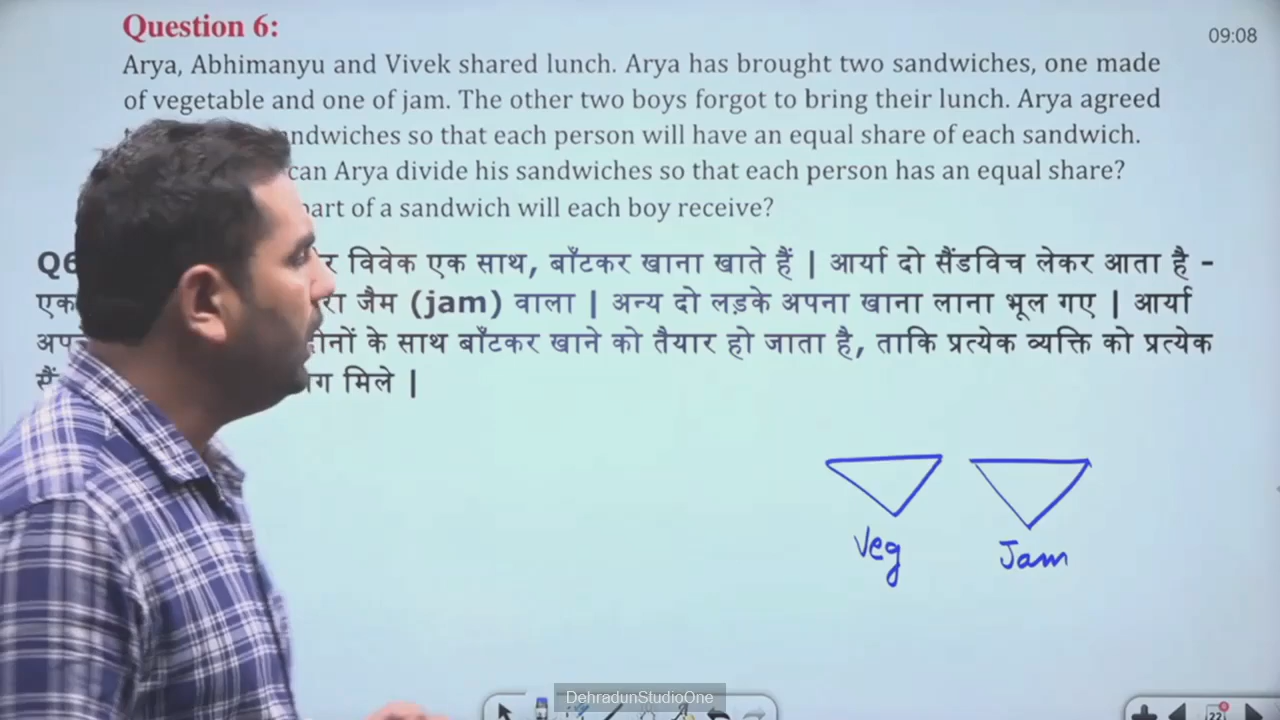 Question 6:
09:08
Arya, Abhimanyu and Vivek shared lunch. Arya has brought two sandwiches, one made
of vegetable and one of jam. The other two boys forgot to bring their lunch. Arya agreed
so that each person will have an equal share of each sandwich.
can Arya divide his sandwiches so that each person has an equal share?
of a sandwich will each boy receive?
विवेक एक साथ, बाँटकर खाना खाते हैं | आर्या दो सैंडविच लेकर आता है -
एक जैम (jam) वाला | अन्य दो लड़के अपना खाना लाना भूल गए | आर्या
के साथ बाँटकर खाने को तैयार हो जाता है, ताकि प्रत्येक व्यक्ति को प्रत्येक
मिले |
Veg Jam
DehradunStudioOne
22